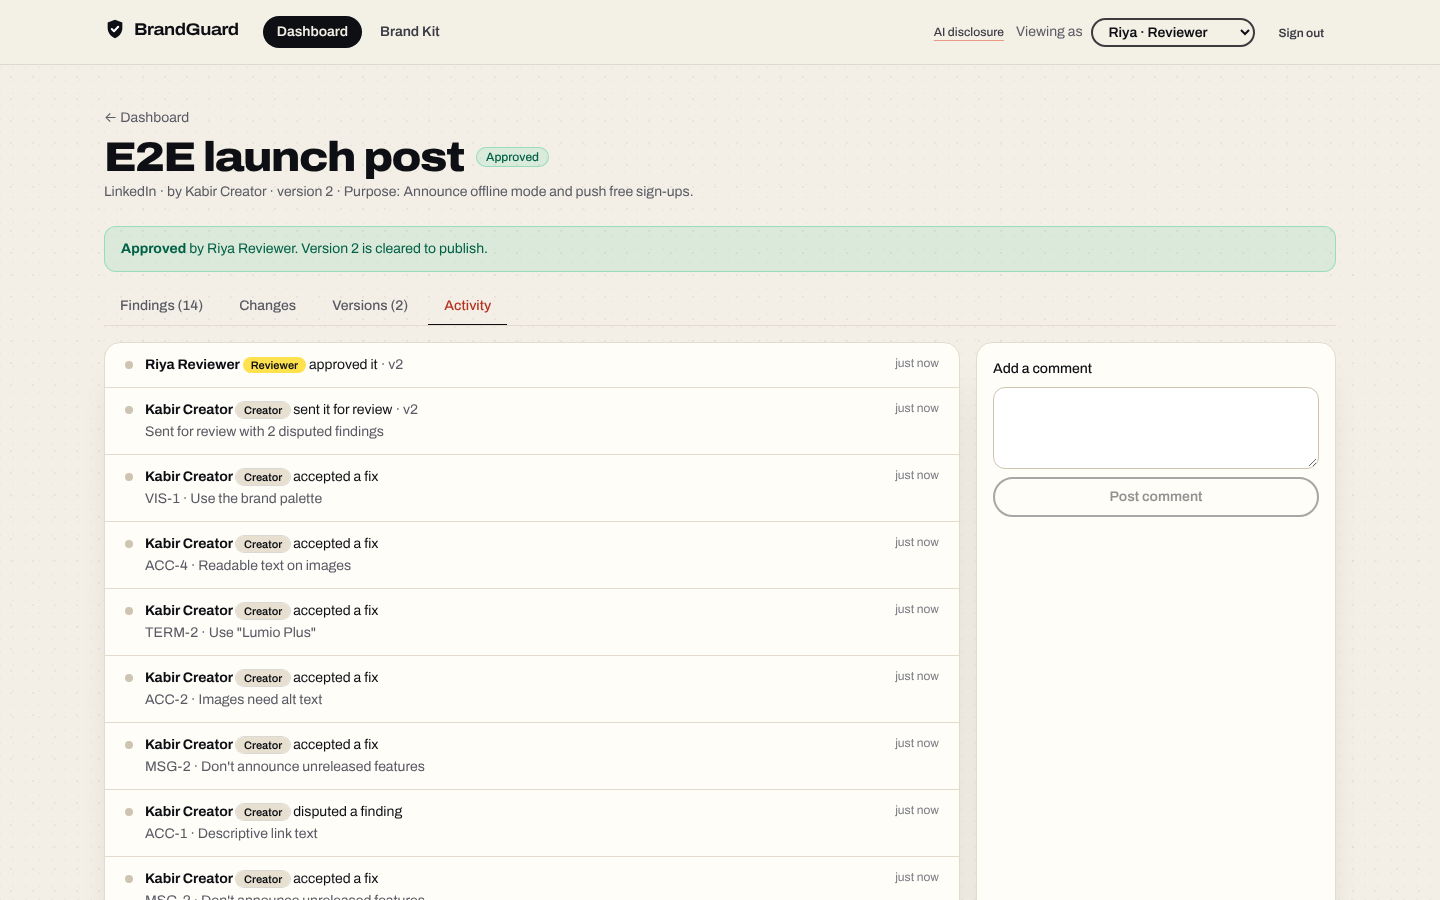 BrandGuard
Dashboard
Brand Kit
AI disclosure
Viewing as
Riya · Reviewer
Sign out
← Dashboard
E2E launch post
Approved
LinkedIn · by Kabir Creator · version 2 · Purpose: Announce offline mode and push free sign-ups.
Approved by Riya Reviewer. Version 2 is cleared to publish.
Findings (14)
Changes
Versions (2)
Activity
Riya Reviewer Reviewer approved it · v2
just now
Kabir Creator Creator sent it for review · v2
just now
Sent for review with 2 disputed findings
Kabir Creator Creator accepted a fix
just now
VIS-1 · Use the brand palette
Kabir Creator Creator accepted a fix
just now
ACC-4 · Readable text on images
Kabir Creator Creator accepted a fix
just now
TERM-2 · Use "Lumio Plus"
Kabir Creator Creator accepted a fix
just now
ACC-2 · Images need alt text
Kabir Creator Creator accepted a fix
just now
MSG-2 · Don't announce unreleased features
Kabir Creator Creator disputed a finding
just now
ACC-1 · Descriptive link text
Kabir Creator Creator accepted a fix
just now
MSG-2 · Don't announce unreleased features
Add a comment
Post comment